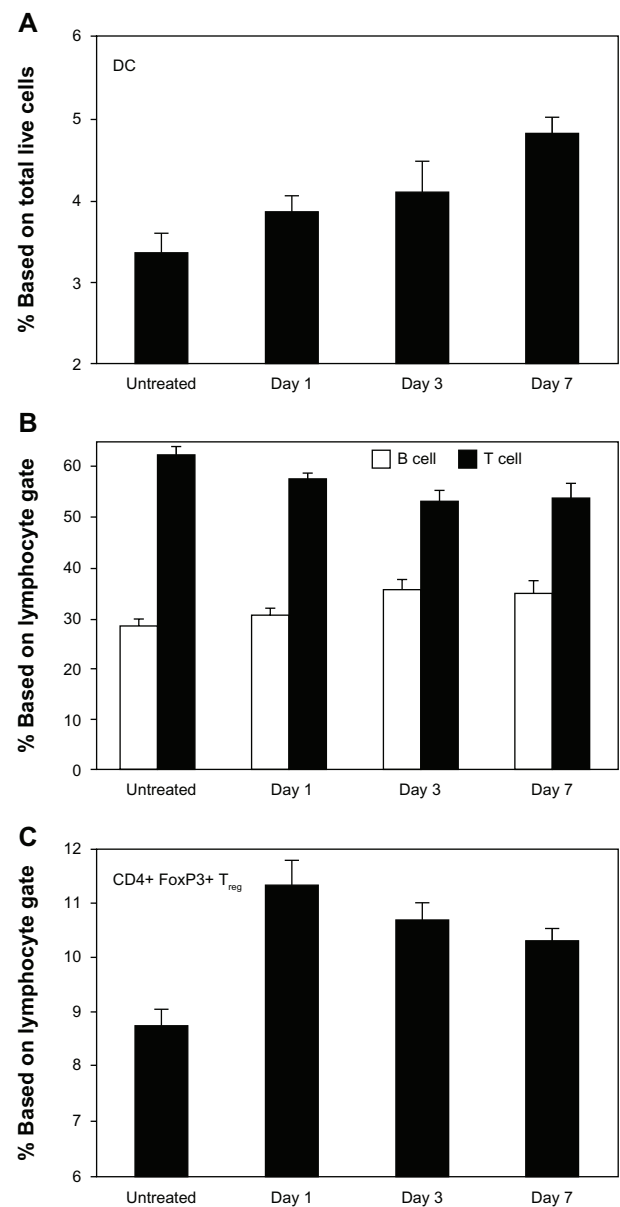 A
% Based on total live cells
6
5
4
3
2
DC
Untreated Day 1 Day 3 Day 7
B
% Based on lymphocyte gate
60
50
40
30
20
10
0
B cell T cell
Untreated Day 1 Day 3 Day 7
C
% Based on lymphocyte gate
12
11
10
9
8
7
6
CD4+ FoxP3+ Treg
Untreated Day 1 Day 3 Day 7